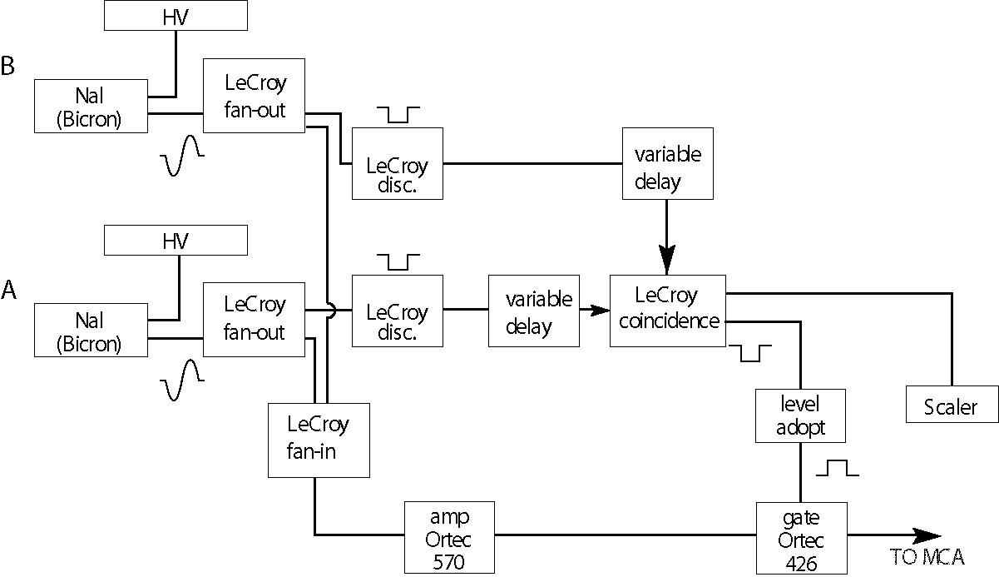 HV
B
NaI
(Bicron)
LeCroy
fan-out
LeCroy
disc.
variable
delay
HV
A
NaI
(Bicron)
LeCroy
fan-out
LeCroy
disc.
variable
delay
LeCroy
coincidence
LeCroy
fan-in
level
adopt
Scaler
amp
Ortec
570
gate
Ortec
426
TO MCA